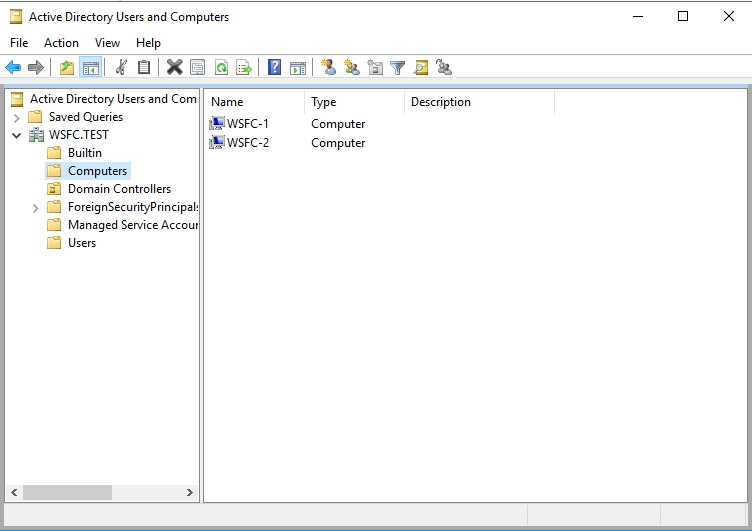 Active Directory Users and Computers
File Action View Help
Active Directory Users and Com
Saved Queries
WSFC.TEST
Builtin
Computers
Domain Controllers
ForeignSecurityPrincipals
Managed Service Accour
Users
Name Type Description
WSFC-1 Computer
WSFC-2 Computer